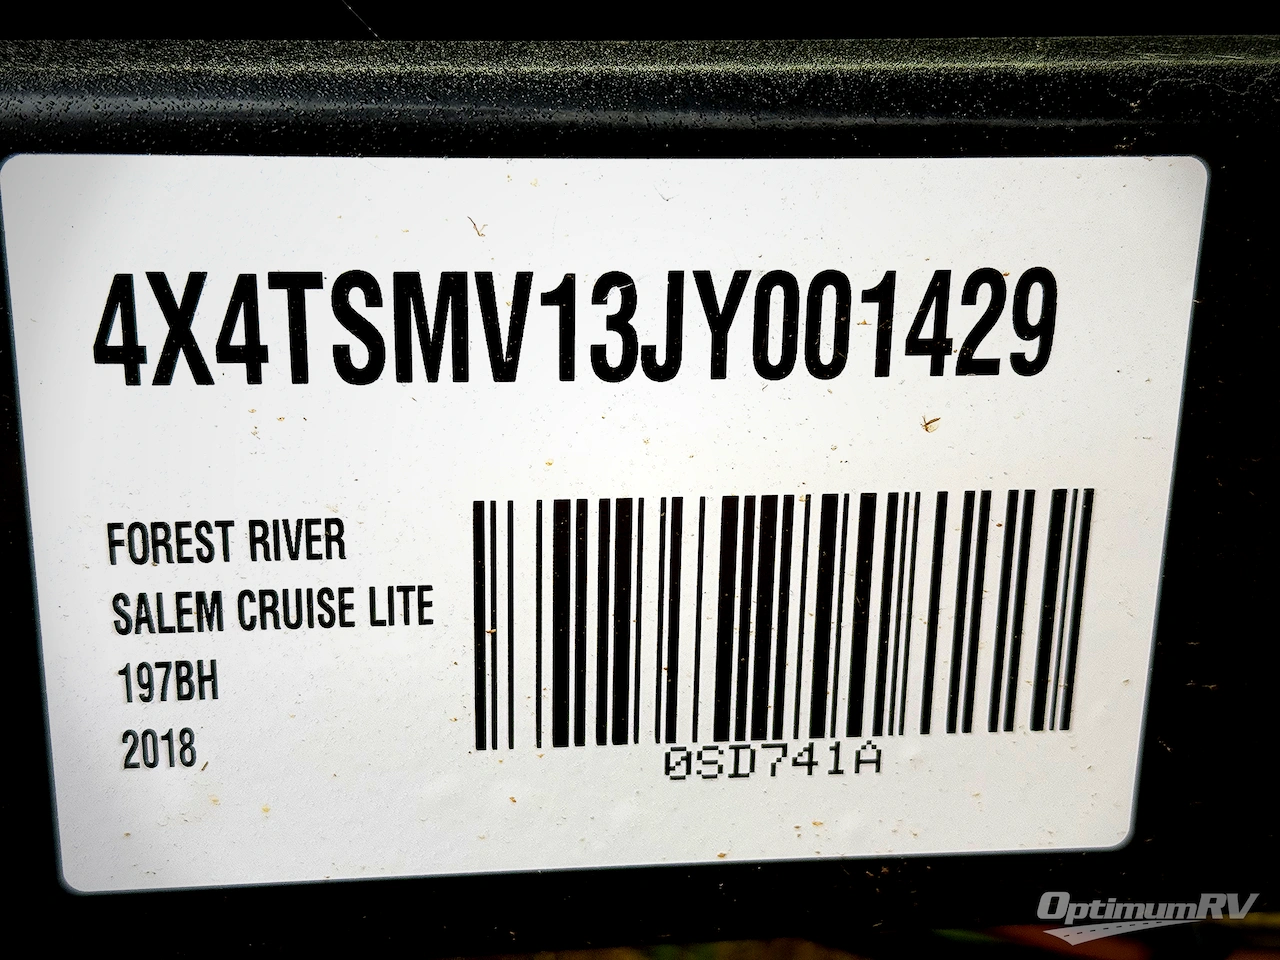 4X4TSMV13JY001429
FOREST RIVER
SALEM CRUISE LITE
197BH
2018
0SD741A
OptimumRV